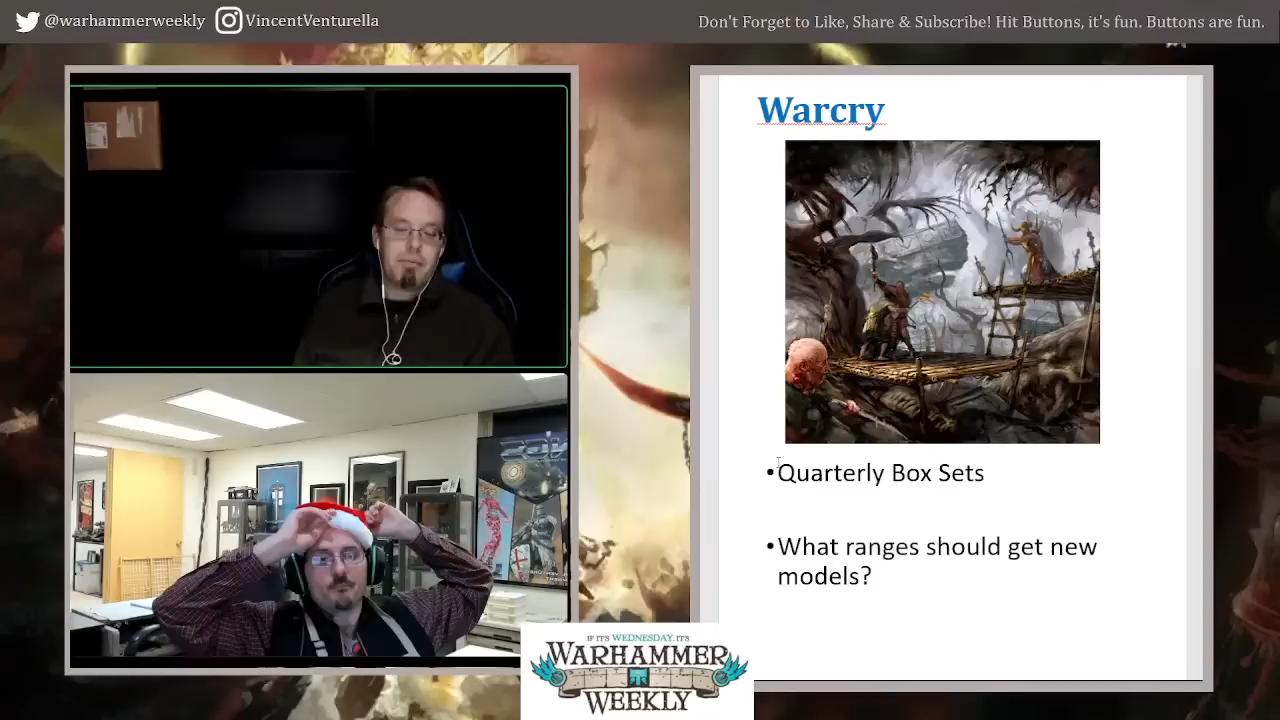 @warhammerweekly VincentVenturella
Don't Forget to Like, Share & Subscribe! Hit Buttons, it's fun. Buttons are fun.
Warcry
•Quarterly Box Sets
•What ranges should get new
models?
IF IT'S WEDNESDAY, IT'S
WARHAMMER
WEEKLY